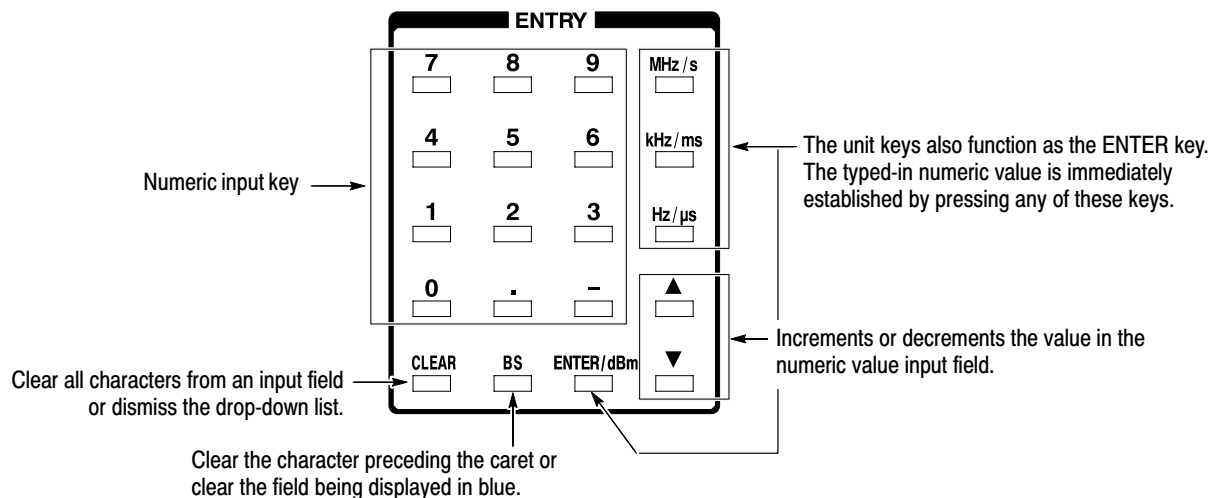 ENTRY
7 8 9 MHz/s
4 5 6 kHz/ms
1 2 3 Hz/µs
0 . – ▲
CLEAR BS ENTER/dBm ▼
Numeric input key
The unit keys also function as the ENTER key.
The typed-in numeric value is immediately
established by pressing any of these keys.
Increments or decrements the value in the
numeric value input field.
Clear all characters from an input field
or dismiss the drop-down list.
Clear the character preceding the caret or
clear the field being displayed in blue.